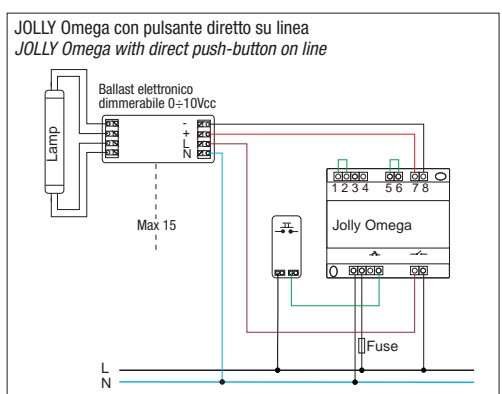 JOLLY Omega con pulsante diretto su linea
JOLLY Omega with direct push-button on line
Ballast elettronico
dimmerabile 0÷10Vcc
Lamp
-
+
L
N
Max 15
1 2 3 4 5 6 7 8
Jolly Omega
Fuse
L
N